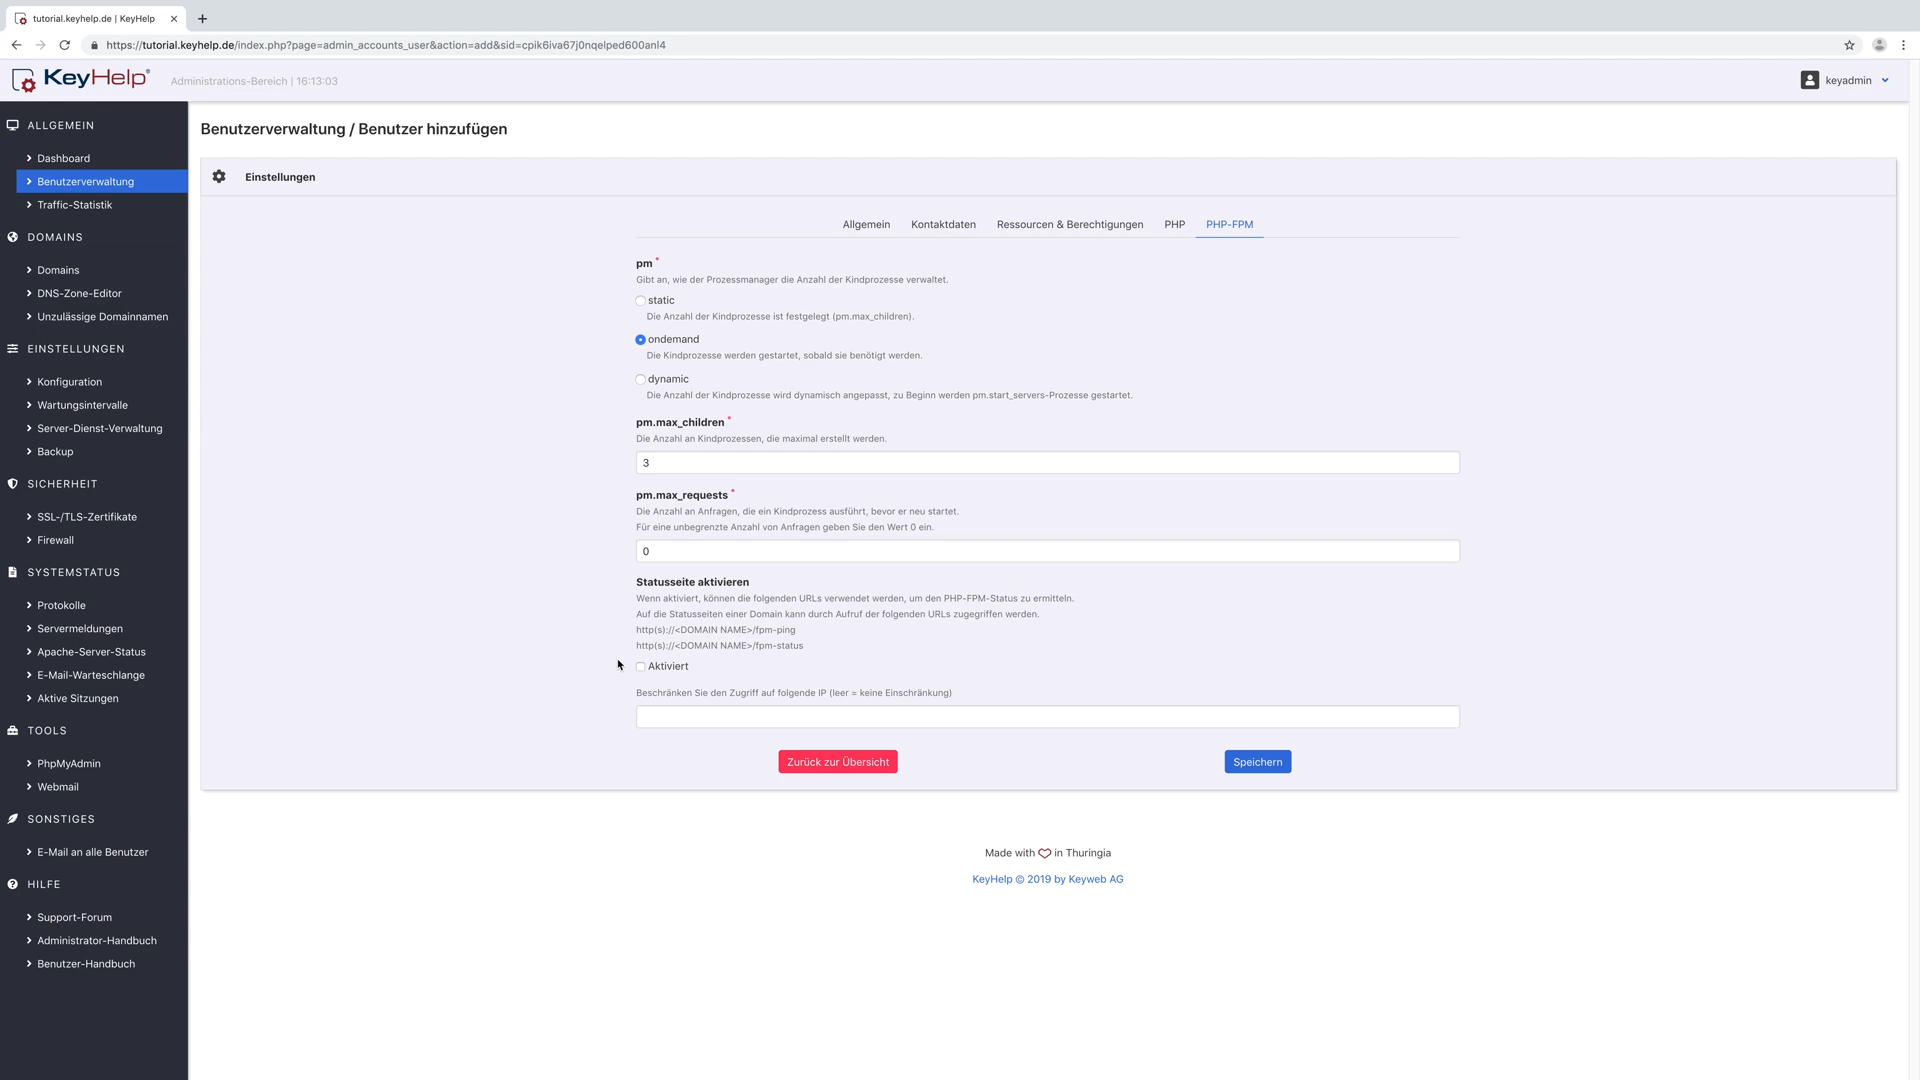 tutorial.keyhelp.de | KeyHelp
https://tutorial.keyhelp.de/index.php?page=admin_accounts_user&action=add&sid=cpik6iva67j0nqelped600anl4
KeyHelp
Administrations-Bereich | 16:13:03
keyadmin
ALLGEMEIN
Dashboard
Benutzerverwaltung
Traffic-Statistik
DOMAINS
Domains
DNS-Zone-Editor
Unzulässige Domainnamen
EINSTELLUNGEN
Konfiguration
Wartungsintervalle
Server-Dienst-Verwaltung
Backup
SICHERHEIT
SSL-/TLS-Zertifikate
Firewall
SYSTEMSTATUS
Protokolle
Servermeldungen
Apache-Server-Status
E-Mail-Warteschlange
Aktive Sitzungen
TOOLS
PhpMyAdmin
Webmail
SONSTIGES
E-Mail an alle Benutzer
HILFE
Support-Forum
Administrator-Handbuch
Benutzer-Handbuch
Benutzerverwaltung / Benutzer hinzufügen
Einstellungen
Allgemein Kontaktdaten Ressourcen & Berechtigungen PHP PHP-FPM
pm *
Gibt an, wie der Prozessmanager die Anzahl der Kindprozesse verwaltet.
static
Die Anzahl der Kindprozesse ist festgelegt (pm.max_children).
ondemand
Die Kindprozesse werden gestartet, sobald sie benötigt werden.
dynamic
Die Anzahl der Kindprozesse wird dynamisch angepasst, zu Beginn werden pm.start_servers-Prozesse gestartet.
pm.max_children *
Die Anzahl an Kindprozessen, die maximal erstellt werden.
3
pm.max_requests *
Die Anzahl an Anfragen, die ein Kindprozess ausführt, bevor er neu startet.
Für eine unbegrenzte Anzahl von Anfragen geben Sie den Wert 0 ein.
0
Statusseite aktivieren
Wenn aktiviert, können die folgenden URLs verwendet werden, um den PHP-FPM-Status zu ermitteln.
Auf die Statusseiten einer Domain kann durch Aufruf der folgenden URLs zugegriffen werden.
http(s)://<DOMAIN NAME>/fpm-ping
http(s)://<DOMAIN NAME>/fpm-status
Aktiviert
Beschränken Sie den Zugriff auf folgende IP (leer = keine Einschränkung)
Zurück zur Übersicht
Speichern
Made with in Thuringia
KeyHelp © 2019 by Keyweb AG